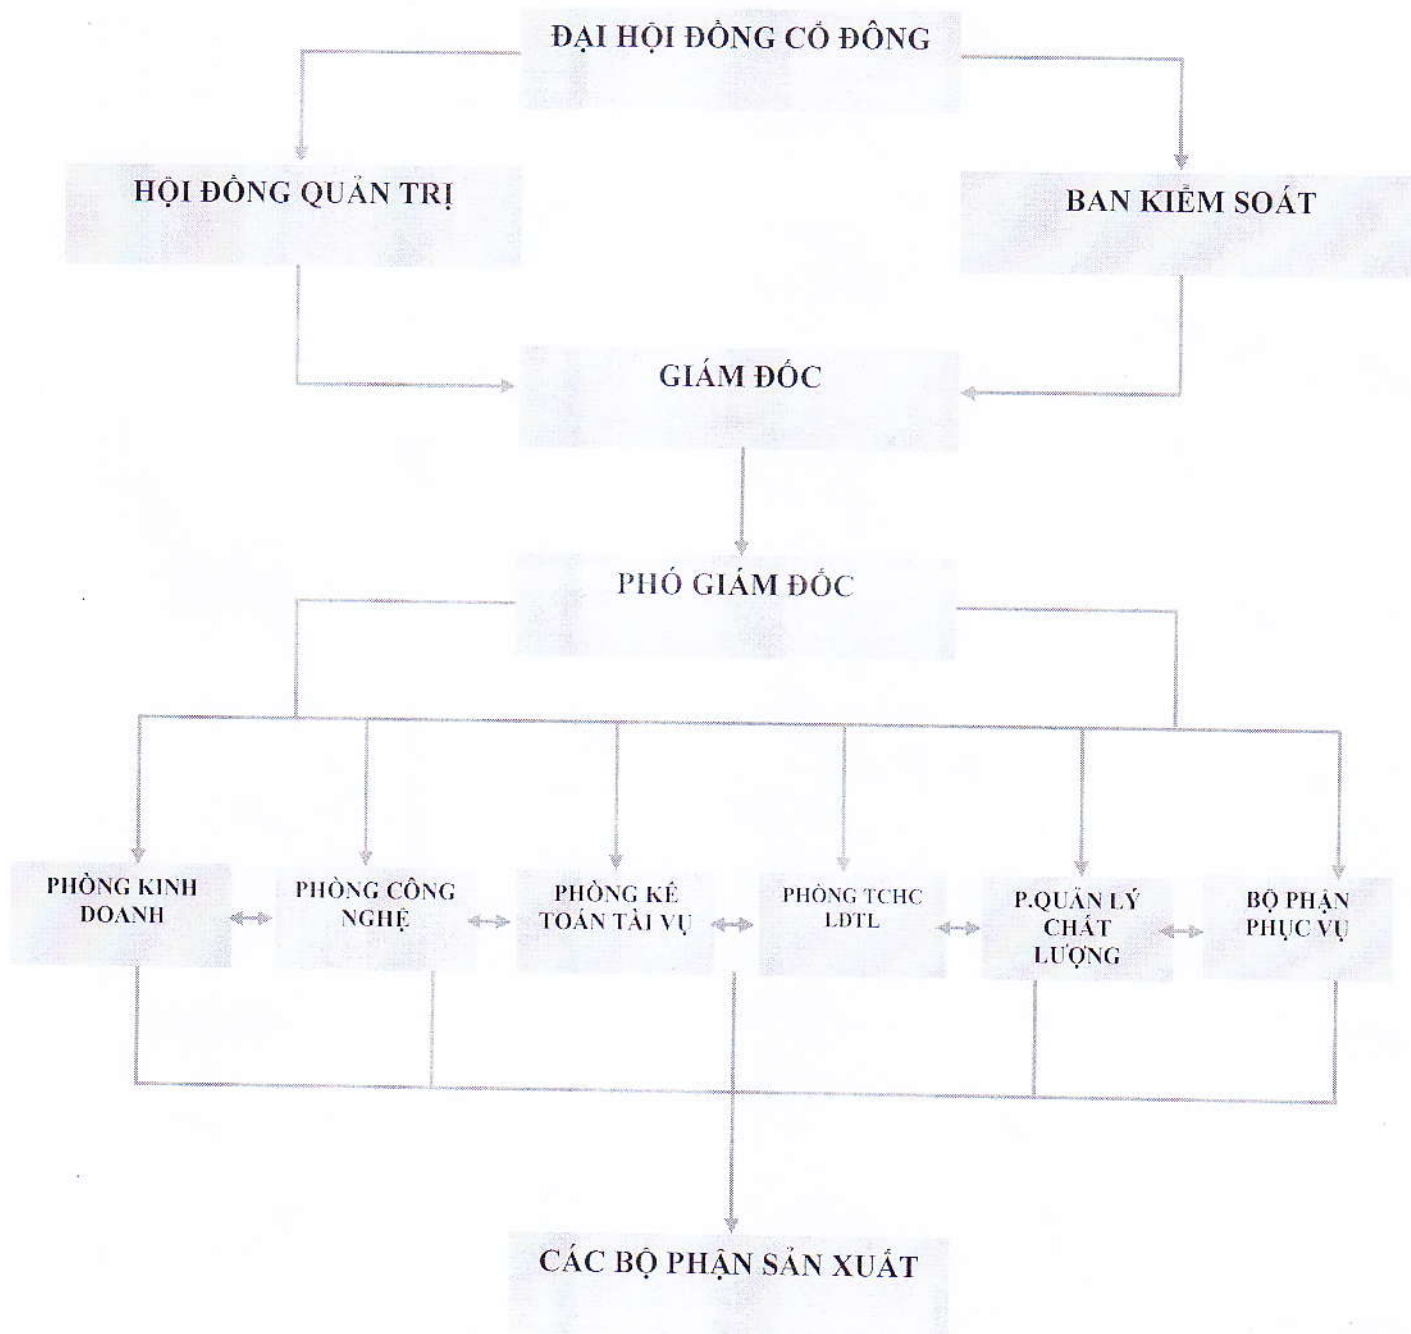 ĐẠI HỘI ĐỒNG CỔ ĐÔNG
HỘI ĐỒNG QUẢN TRỊ
BAN KIỂM SOÁT
GIÁM ĐỐC
PHÓ GIÁM ĐỐC
PHÒNG KINH
DOANH
PHÒNG CÔNG
NGHỆ
PHÒNG KẾ
TOÁN TÀI VỤ
PHÒNG TCHC
LĐTL
P.QUẢN LÝ
CHẤT
LƯỢNG
BỘ PHẬN
PHỤC VỤ
CÁC BỘ PHẬN SẢN XUẤT